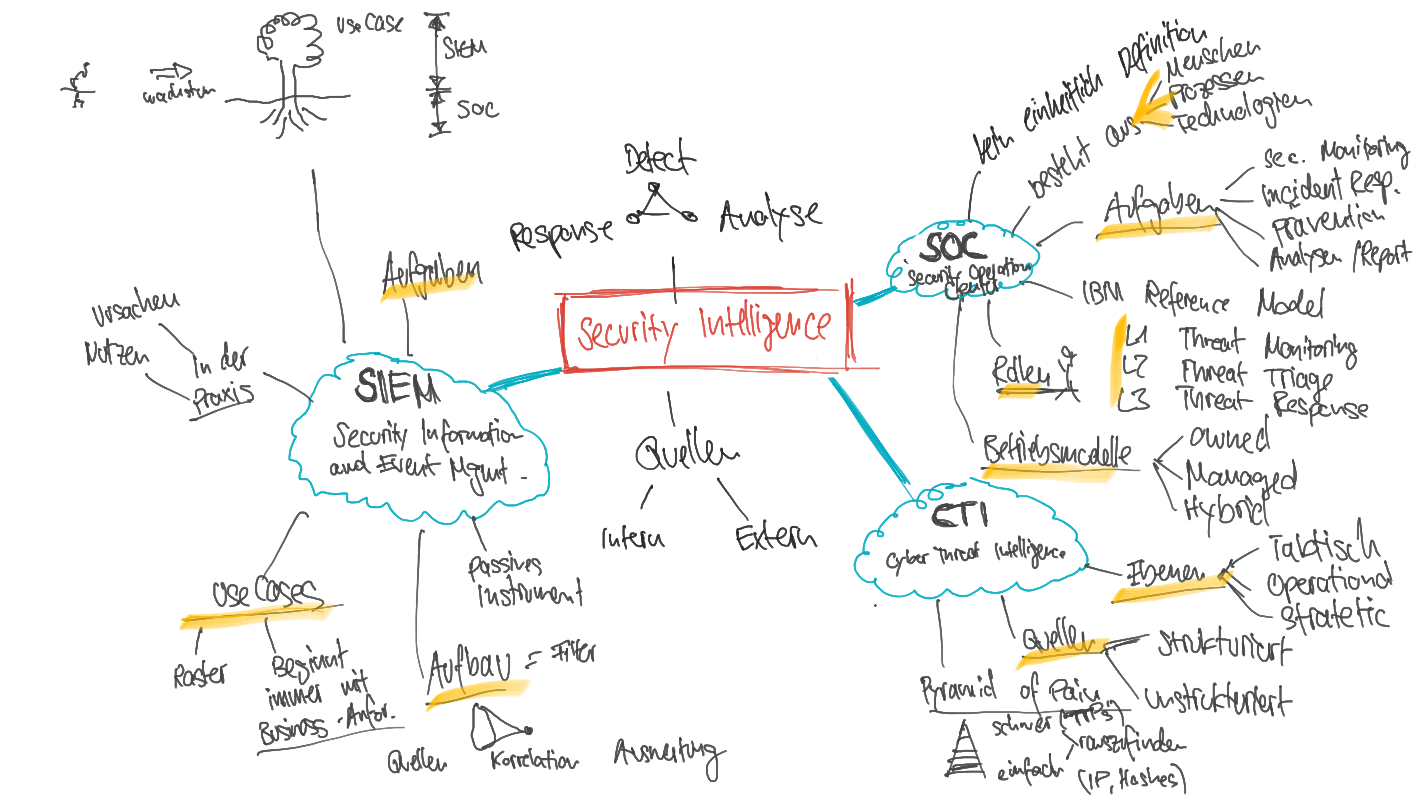 use case
SIEM
wachsten
SOC
Detect
Response
Analyse
Security Intelligence
Quellen
Intern
Extern
Aufgaben
Ursachen
Nutzen
in der
Praxis
SIEM
Security Information
and Event Mgmt.
Use Cases
Raster
Beginnt
immer mit
Business-Anfor.
Passives
Instrument
Aufbau = Filter
Quellen
Korrelation
Auswertung
SOC
Security Operation
Center
kein einheitlich Definition
besteht aus
Menschen
Prozessen
Technologien
Aufgaben
Sec. Monitoring
Incident Resp.
Prävention
Analysen / Report
IBM Reference Model
L1 Threat Monitoring
L2 Threat Triage
L3 Threat Response
Rollen
Betriebsmodelle
Owned
Managed
Hybrid
CTI
Cyber Threat Intelligence
Ebenen
Taktisch
Operational
Stratetic
Quellen
Strukturiert
Unstrukturiert
Pyramid of Pain
schwer (TTPs)
rauszufinden
einfach (IP, Hashes)